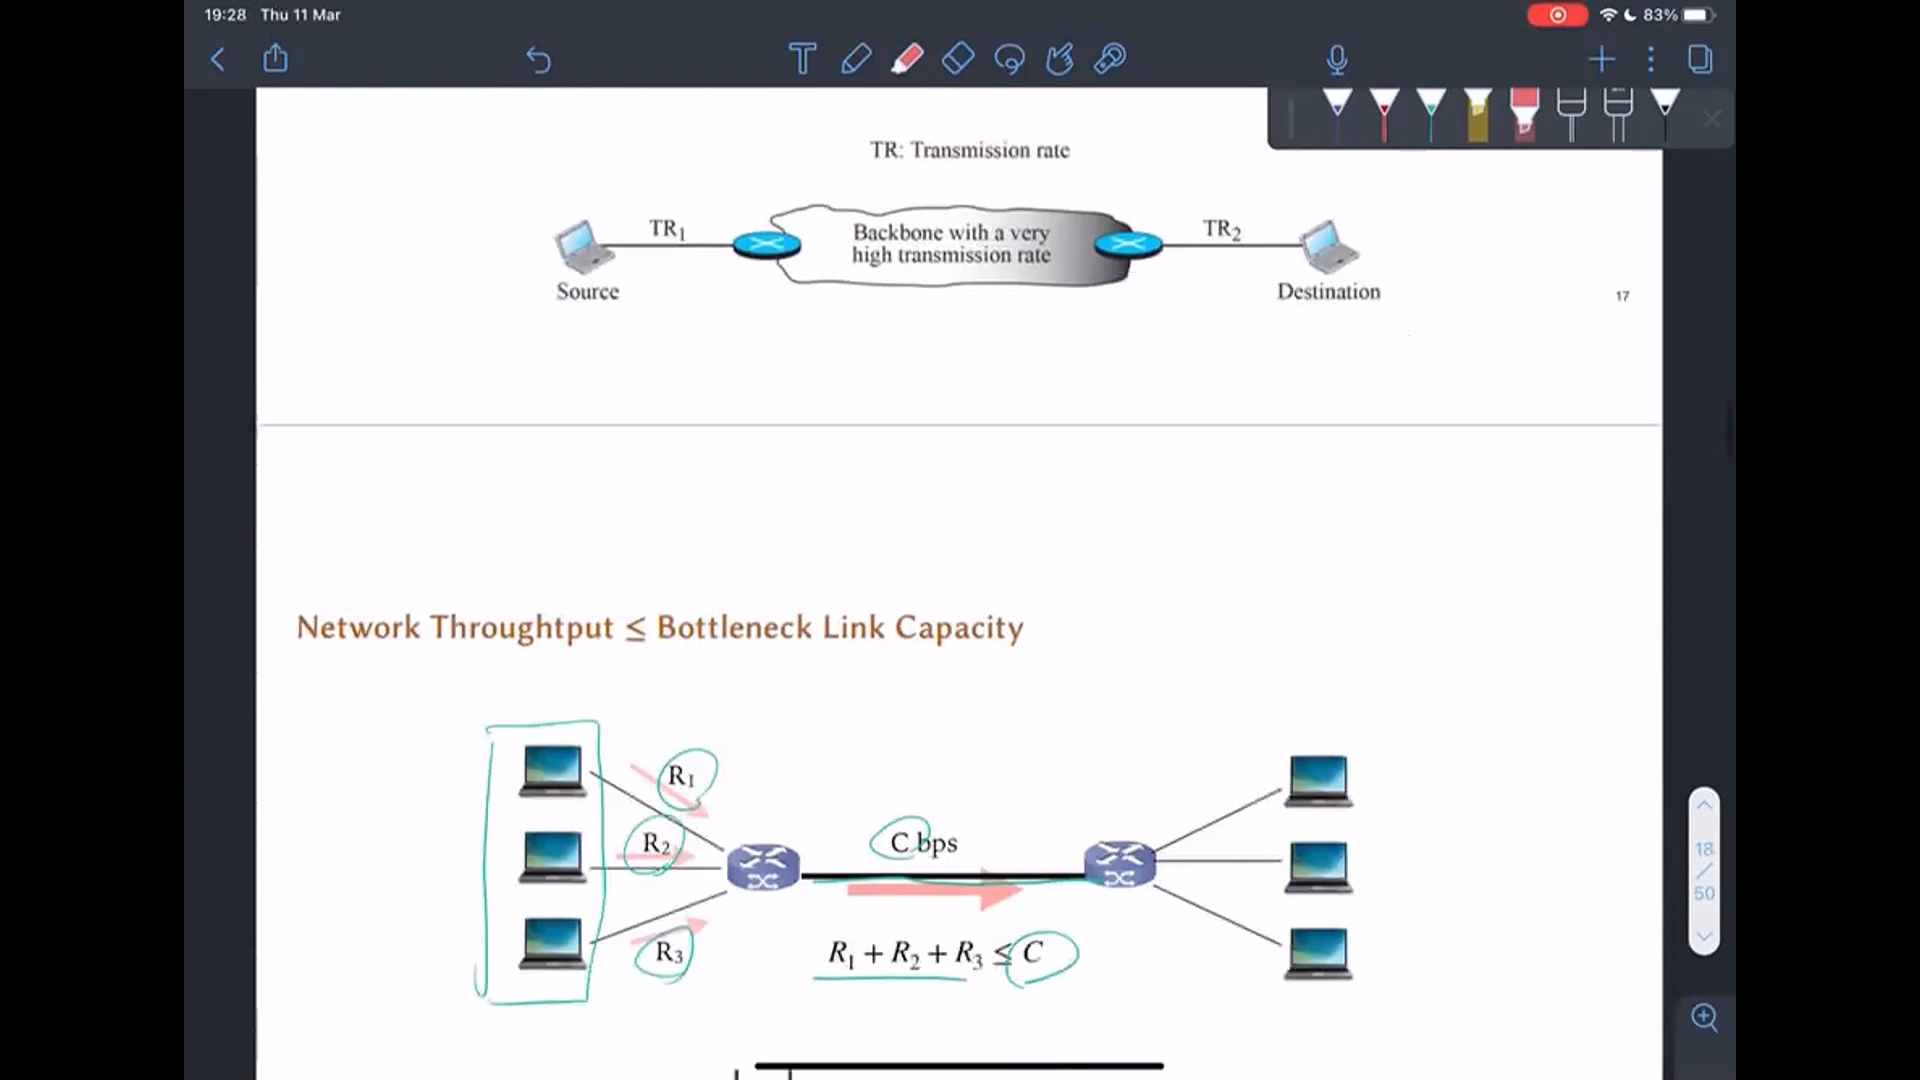 19:28 Thu 11 Mar
83%
TR: Transmission rate
TR1
Backbone with a very
high transmission rate
TR2
Source
Destination
17
Network Throughtput ≤ Bottleneck Link Capacity
R1
R2
C bps
R3
R1 + R2 + R3 ≤ C
18
/
50